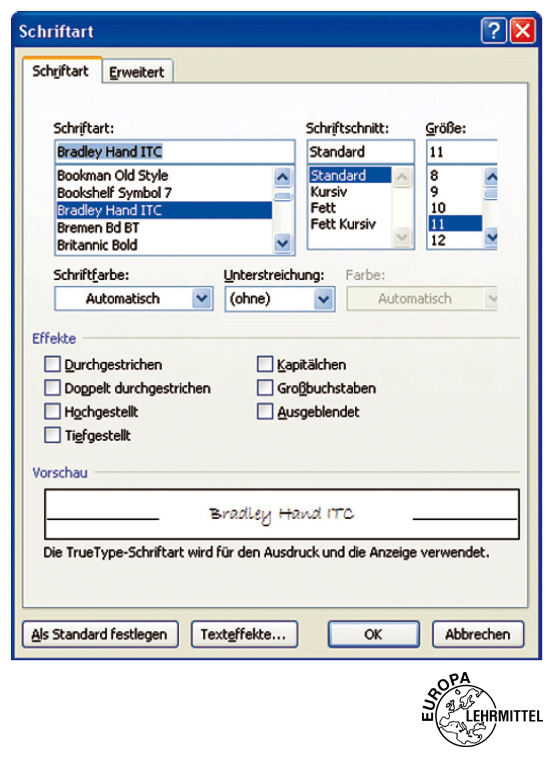 Schriftart
Schriftart Erweitert
Schriftart: Schriftschnitt: Größe:
Bradley Hand ITC Standard 11
Bookman Old Style Standard 8
Bookshelf Symbol 7 Kursiv 9
Bradley Hand ITC Fett 10
Bremen Bd BT Fett Kursiv 11
Britannic Bold 12
Schriftfarbe: Unterstreichung: Farbe:
Automatisch (ohne) Automatisch
Effekte
Durchgestrichen Kapitälchen
Doppelt durchgestrichen Großbuchstaben
Hochgestellt Ausgeblendet
Tiefgestellt
Vorschau
Bradley Hand ITC
Die TrueType-Schriftart wird für den Ausdruck und die Anzeige verwendet.
Als Standard festlegen Texteffekte... OK Abbrechen
EUROPA
LEHRMITTEL